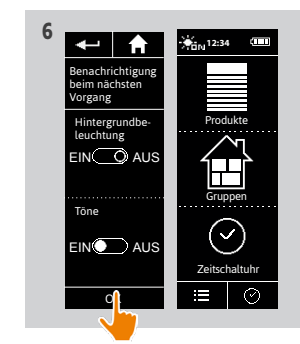 6
Benachrichtigung
beim nächsten
Vorgang
Hintergrundbe-
leuchtung
EIN AUS
Töne
EIN AUS
12:34
Produkte
Gruppen
Zeitschaltuhr